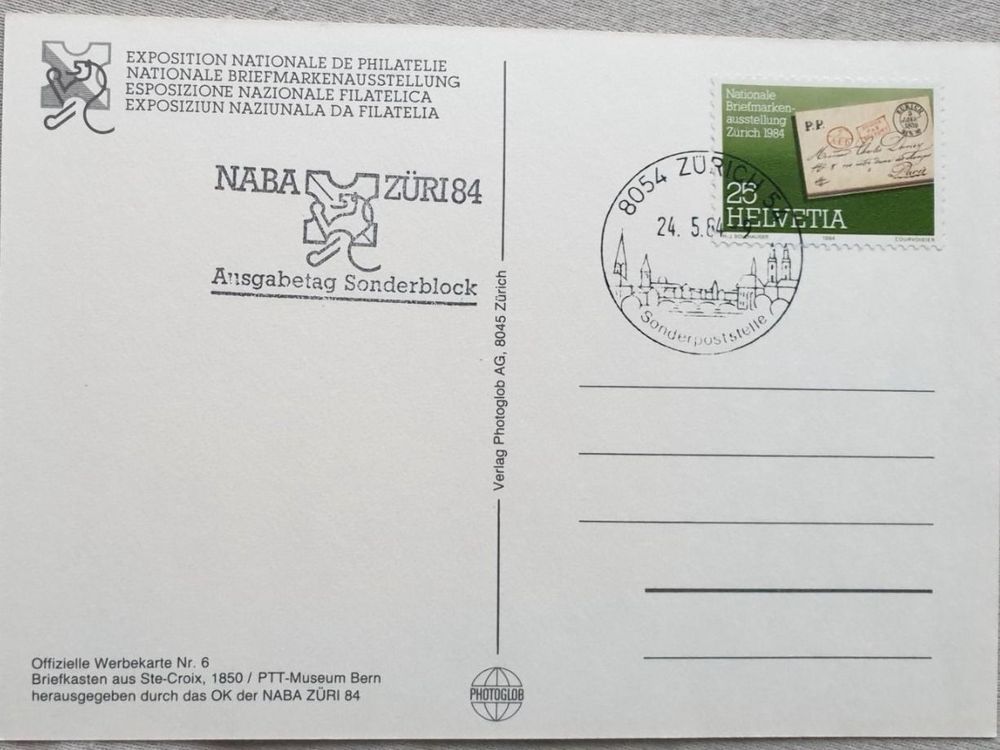 EXPOSITION NATIONALE DE PHILATELIE
NATIONALE BRIEFMARKENAUSSTELLUNG
ESPOSIZIONE NAZIONALE FILATELICA
EXPOSIZIUN NAZIUNALA DA FILATELIA
NABA ZÜRI 84
Ausgabetag Sonderblock
Nationale
Briefmarken-
ausstellung
Zürich 1984
P.P.
ZÜRICH
25
HELVETIA
1984
COURVOISIER
8054 ZÜRICH 54
24. 5. 84
Sonderpoststelle
Verlag Photoglob AG, 8045 Zürich
Offizielle Werbekarte Nr. 6
Briefkasten aus Ste-Croix, 1850 / PTT-Museum Bern
herausgegeben durch das OK der NABA ZÜRI 84
PHOTOGLOB